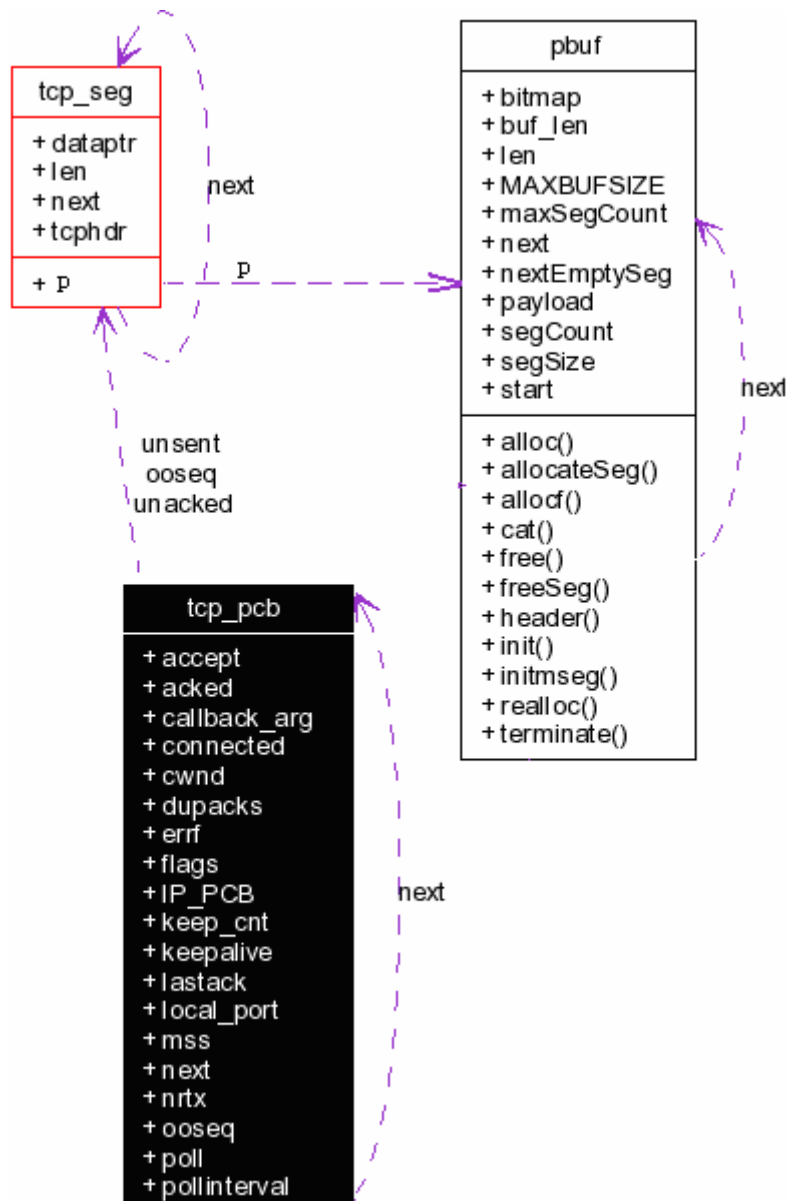 tcp_seg
+ dataptr
+ len
+ next
+ tcphdr
+ p
next
p
pbuf
+ bitmap
+ buf_len
+ len
+ MAXBUFSIZE
+ maxSegCount
+ next
+ nextEmptySeg
+ payload
+ segCount
+ segSize
+ start
+ alloc()
+ allocateSeg()
+ allocf()
+ cat()
+ free()
+ freeSeg()
+ header()
+ init()
+ initmseg()
+ realloc()
+ terminate()
next
unsent
ooseq
unacked
tcp_pcb
+ accept
+ acked
+ callback_arg
+ connected
+ cwnd
+ dupacks
+ errf
+ flags
+ IP_PCB
+ keep_cnt
+ keepalive
+ lastack
+ local_port
+ mss
+ next
+ nrtx
+ ooseq
+ poll
+ pollinterval
next